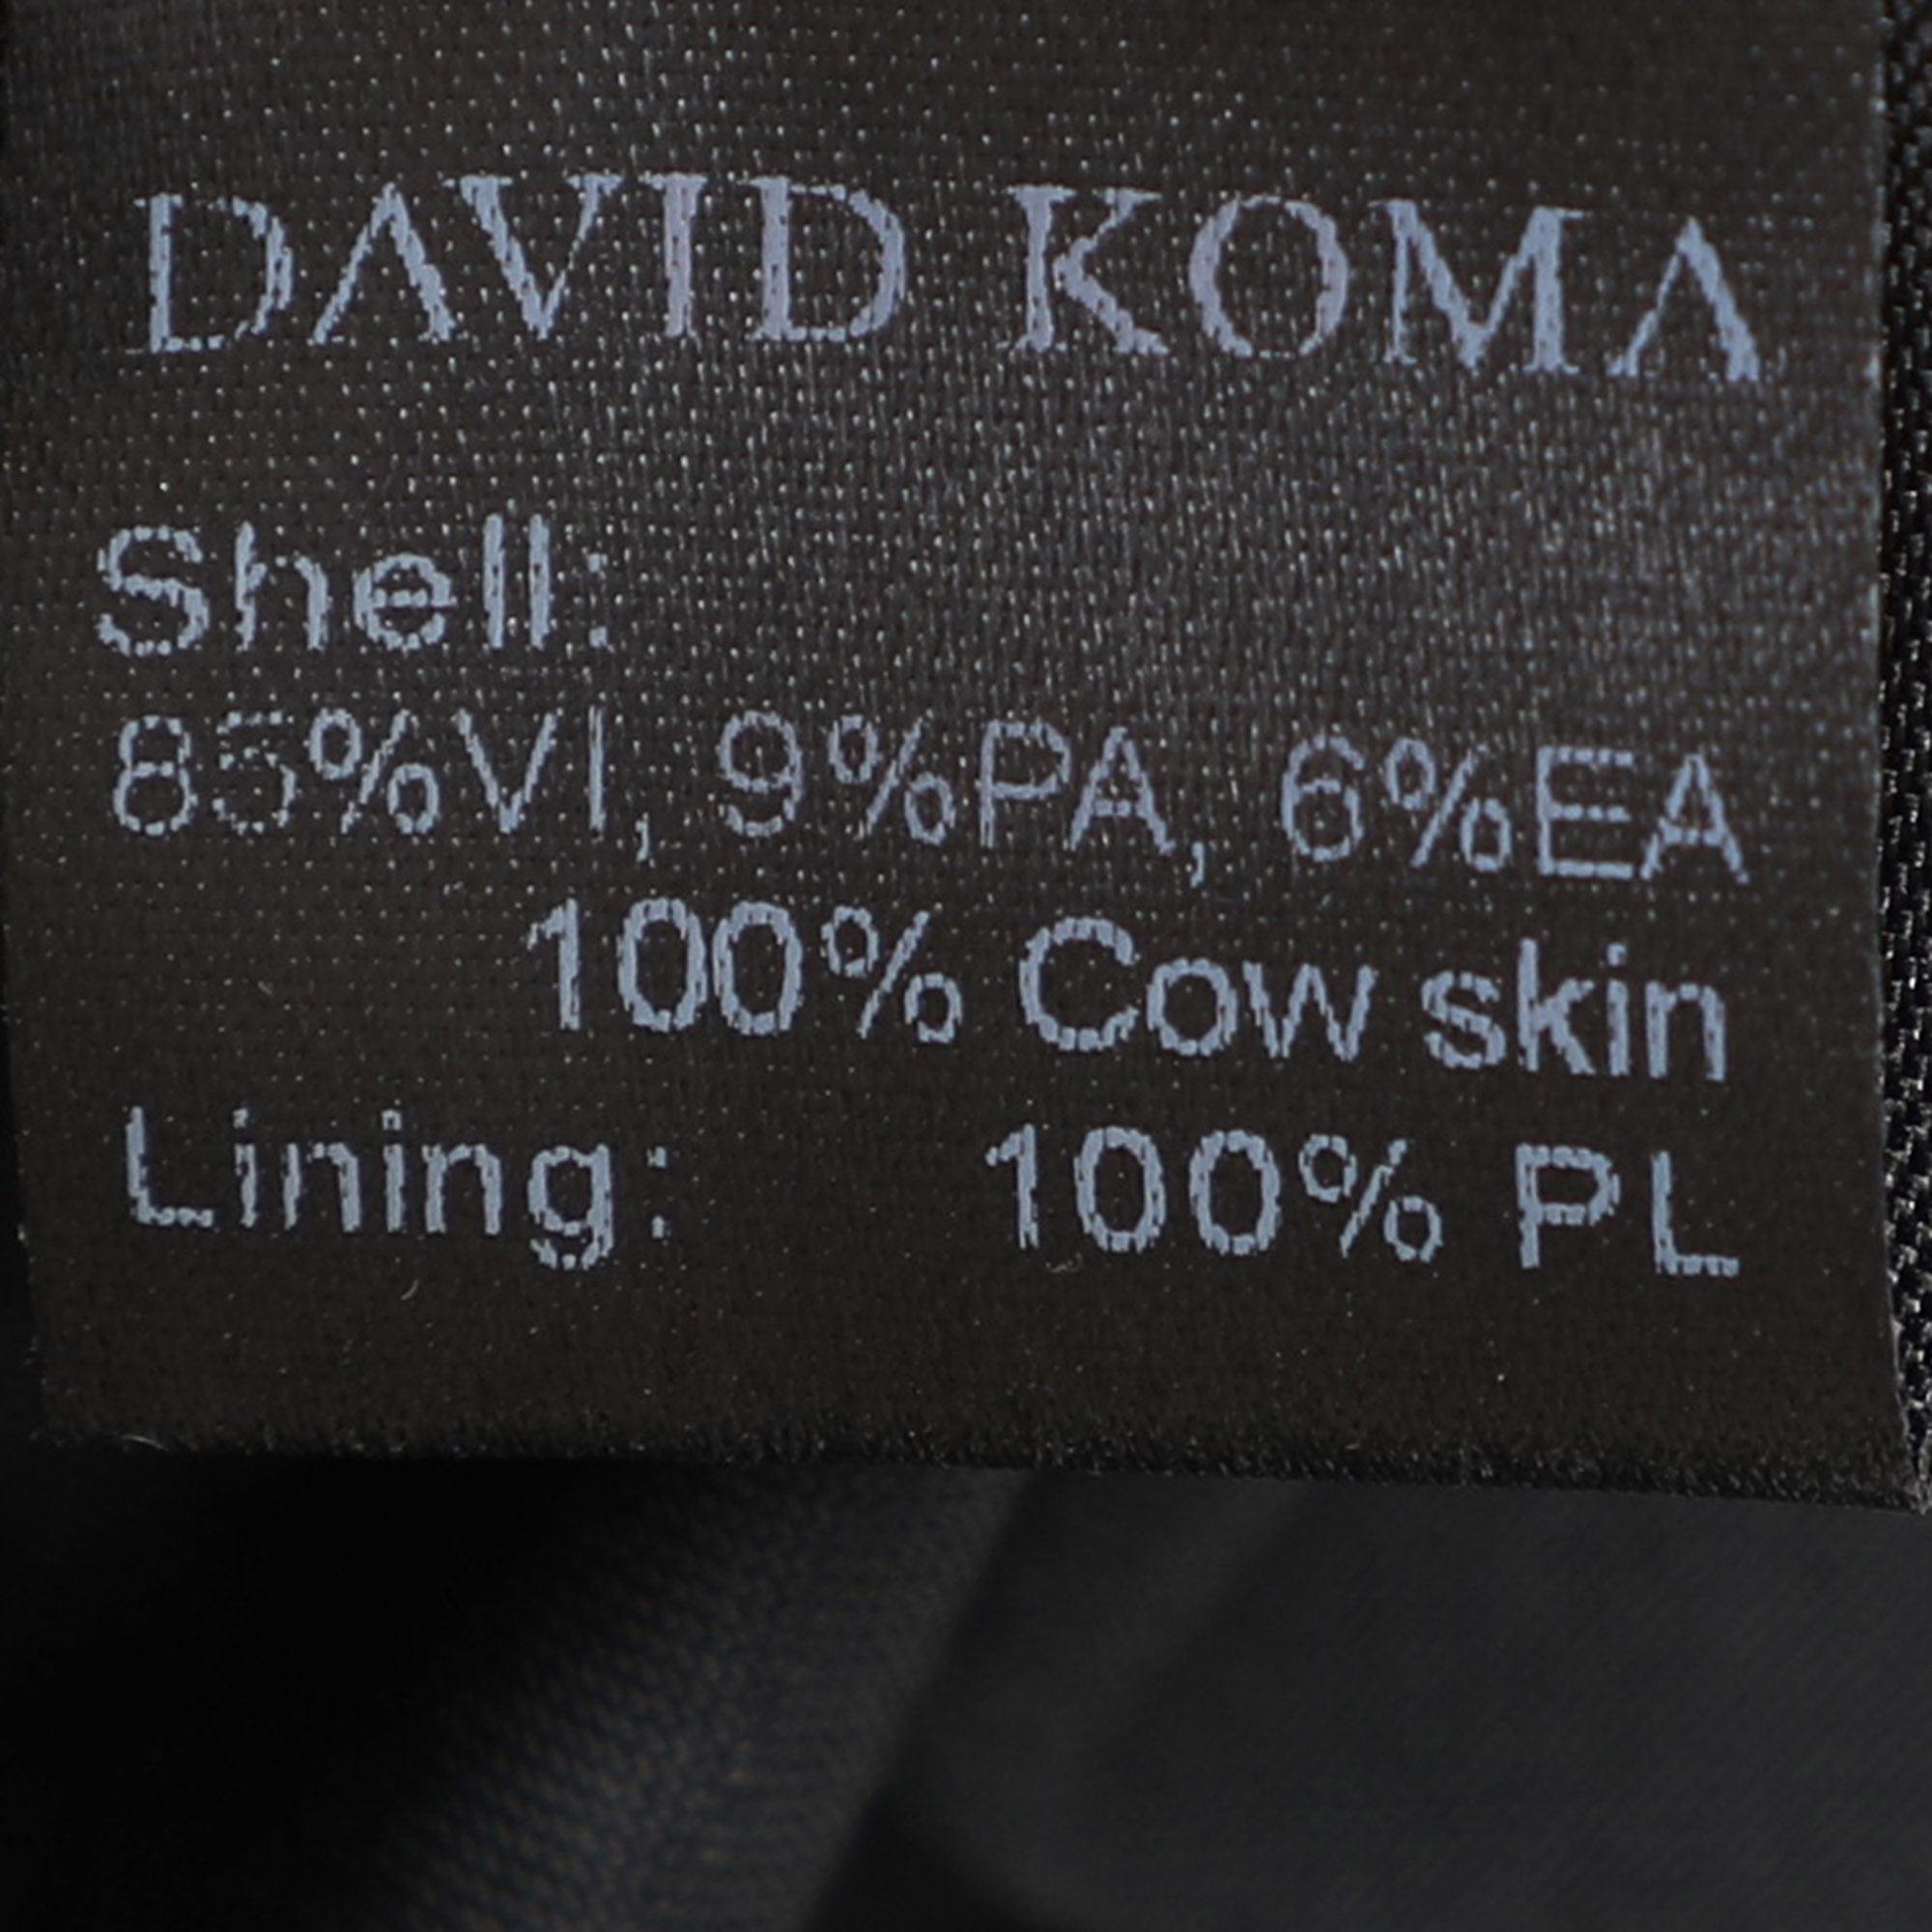 DAVID KOMA
Shell:
85%VI, 9%PA, 6%EA
100% Cow skin
Lining: 100% PL